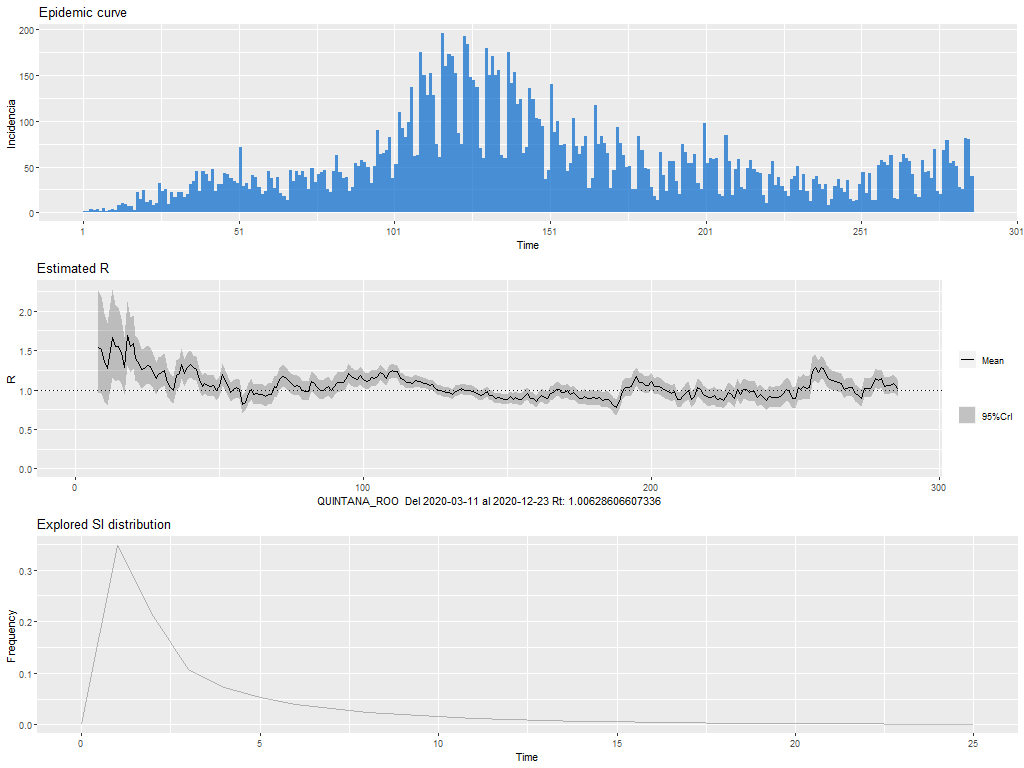 Epidemic curve
200
150
100
50
0
Incidencia
1
51
101
151
201
251
301
Time
Estimated R
2.0
1.5
1.0
0.5
0.0
R
0
100
200
300
QUINTANA_ROO Del 2020-03-11 al 2020-12-23 Rt: 1.00628606607336
Mean
95%CrI
Explored SI distribution
0.3
0.2
0.1
0.0
Frequency
0
5
10
15
20
25
Time